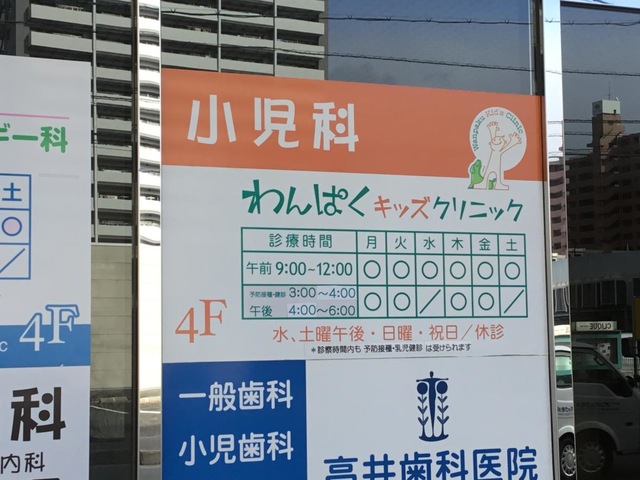 ギー科
土
○
／
4F
科
内科
小児科
Wanpaku Kid's Clinic
わんぱくキッズクリニック
診療時間 月 火 水 木 金 土
午前 9:00〜12:00 ○ ○ ○ ○ ○ ○
予防接種・健診 3:00〜4:00
午後 4:00〜6:00 ○ ○ ／ ○ ○ ／
4F
水、土曜午後・日曜・祝日／休診
*診察時間内も 予防接種・乳児健診 は受けられます
一般歯科
小児歯科
高井歯科医院